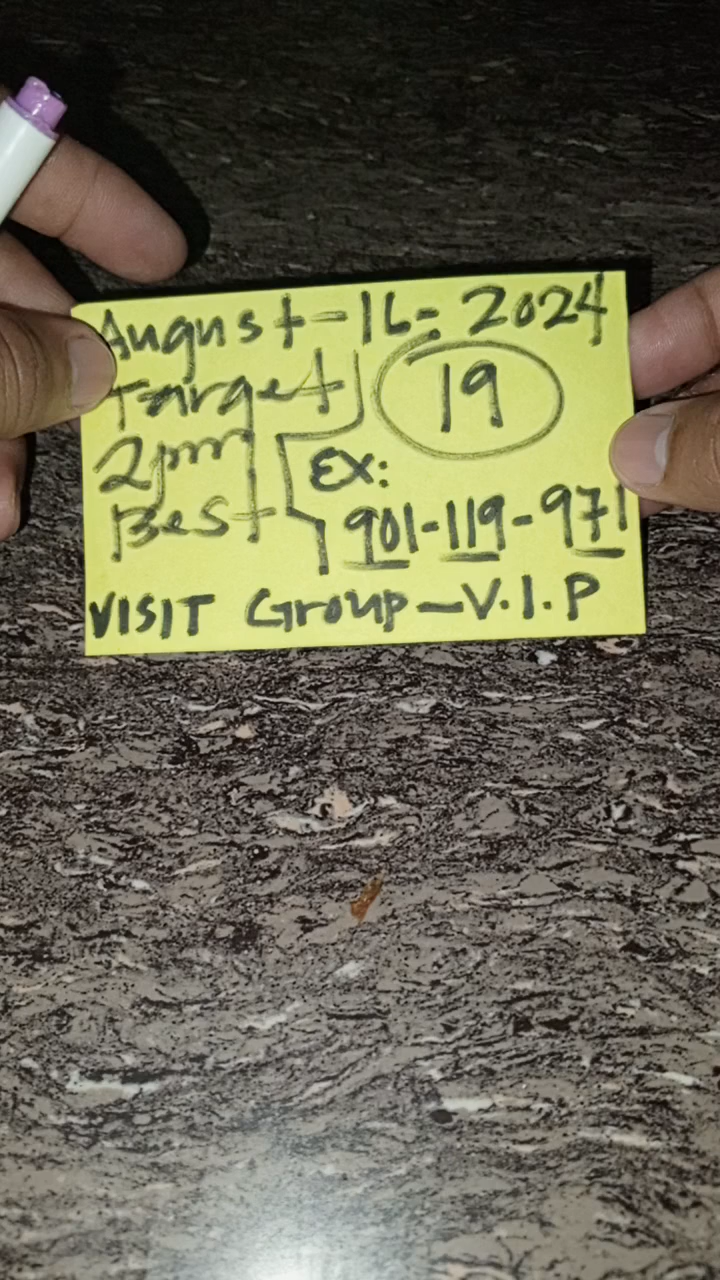 August-16-2024
Target 19
2pm EX:
Best 901-119-971
VISIT Group-V.I.P